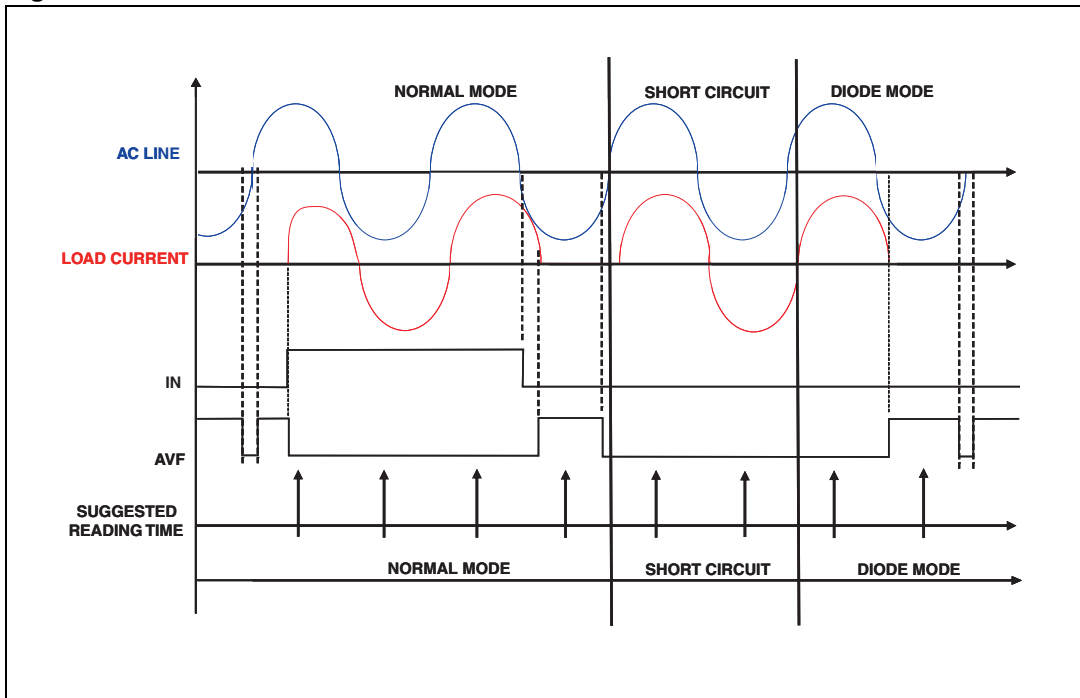 NORMAL MODE
SHORT CIRCUIT
DIODE MODE
AC LINE
LOAD CURRENT
IN
AVF
SUGGESTED
READING TIME
NORMAL MODE
SHORT CIRCUIT
DIODE MODE